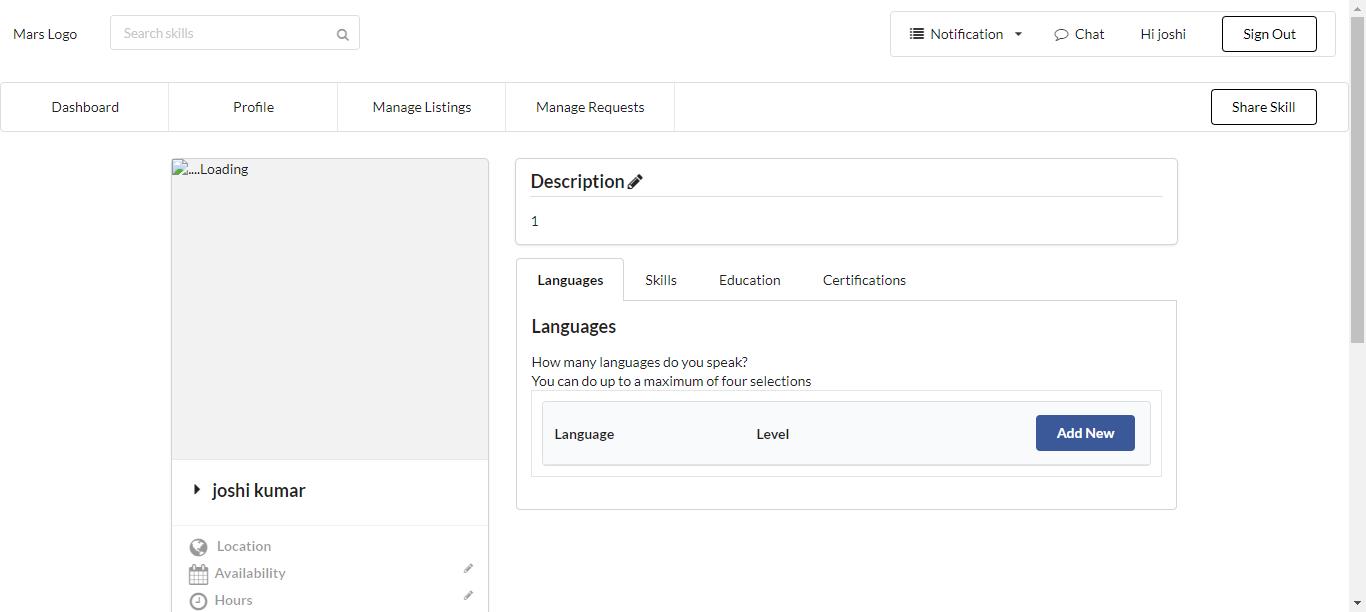 Mars Logo
Search skills
Notification
Chat
Hi joshi
Sign Out
Dashboard
Profile
Manage Listings
Manage Requests
Share Skill
....Loading
joshi kumar
Location
Availability
Hours
Description
1
Languages
Skills
Education
Certifications
Languages
How many languages do you speak?
You can do up to a maximum of four selections
Language
Level
Add New